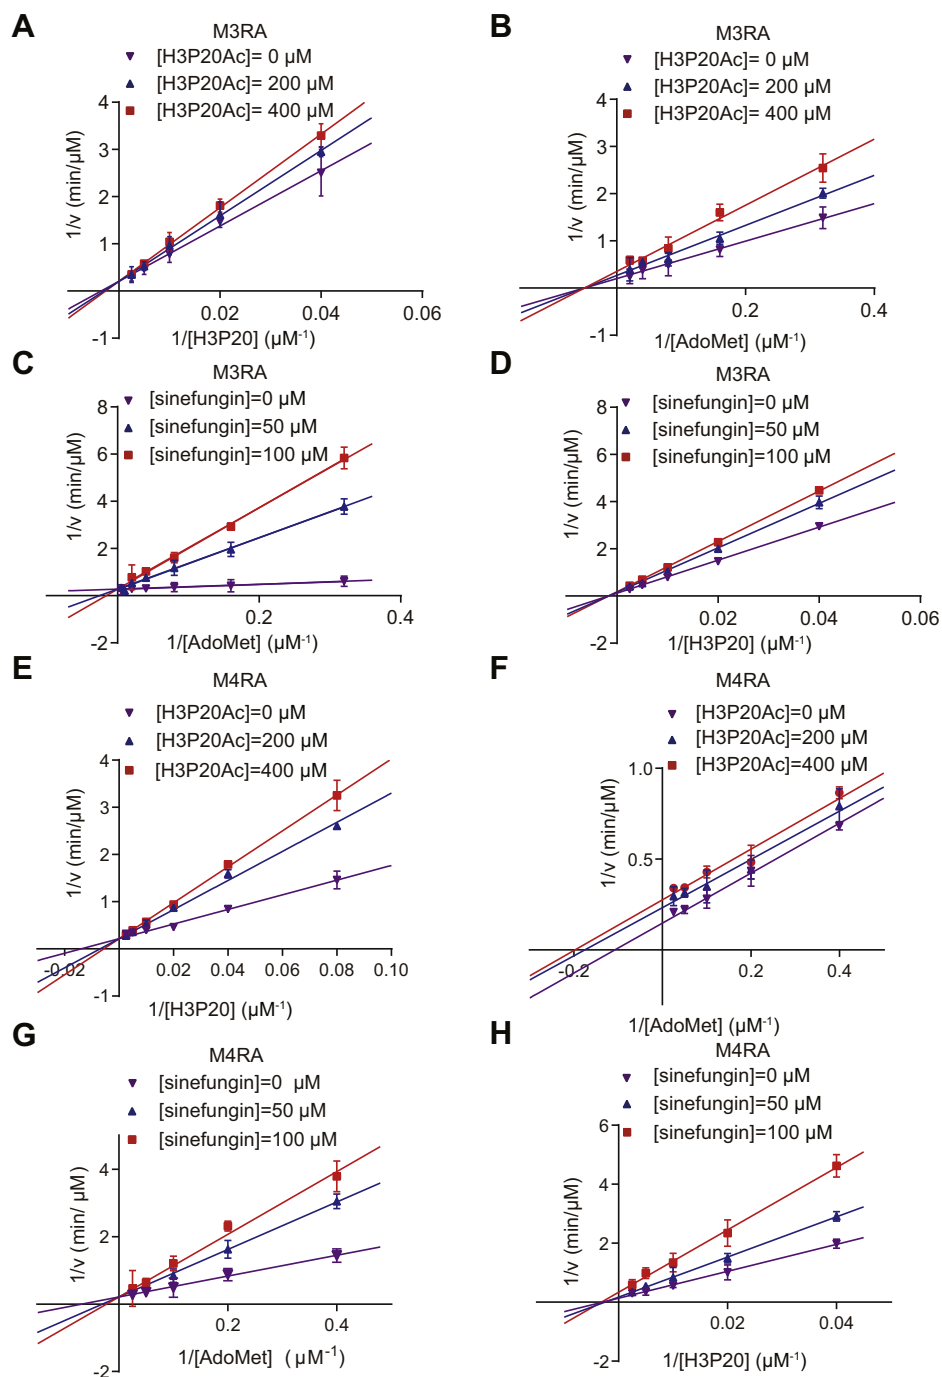 A
M3RA
[H3P20Ac]= 0 µM
[H3P20Ac]= 200 µM
[H3P20Ac]= 400 µM
1/v (min/µM)
4
3
2
1
-1
0.02
0.04
0.06
1/[H3P20] (µM⁻¹)
B
M3RA
[H3P20Ac]= 0 µM
[H3P20Ac]= 200 µM
[H3P20Ac]= 400 µM
1/v (min/µM)
4
3
2
1
-1
0.2
0.4
1/[AdoMet] (µM⁻¹)
C
M3RA
[sinefungin]=0 µM
[sinefungin]=50 µM
[sinefungin]=100 µM
1/v (min/µM)
8
6
4
2
-2
0.2
0.4
1/[AdoMet] (µM⁻¹)
D
M3RA
[sinefungin]=0 µM
[sinefungin]=50 µM
[sinefungin]=100 µM
1/v (min/µM)
8
6
4
2
-2
0.02
0.04
0.06
1/[H3P20] (µM⁻¹)
E
M4RA
[H3P20Ac]=0 µM
[H3P20Ac]=200 µM
[H3P20Ac]=400 µM
1/v (min/µM)
4
3
2
1
-1
-0.02
0.02
0.04
0.06
0.08
0.10
1/[H3P20] (µM⁻¹)
F
M4RA
[H3P20Ac]=0 µM
[H3P20Ac]=200 µM
[H3P20Ac]=400 µM
1/v (min/µM)
1.0
0.5
-0.2
0.2
0.4
1/[AdoMet] (µM⁻¹)
G
M4RA
[sinefungin]=0 µM
[sinefungin]=50 µM
[sinefungin]=100 µM
1/v (min/ µM)
4
2
-2
0.2
0.4
1/[AdoMet] (µM⁻¹)
H
M4RA
[sinefungin]=0 µM
[sinefungin]=50 µM
[sinefungin]=100 µM
1/v (min/µM)
6
4
2
-2
0.02
0.04
1/[H3P20] (µM⁻¹)